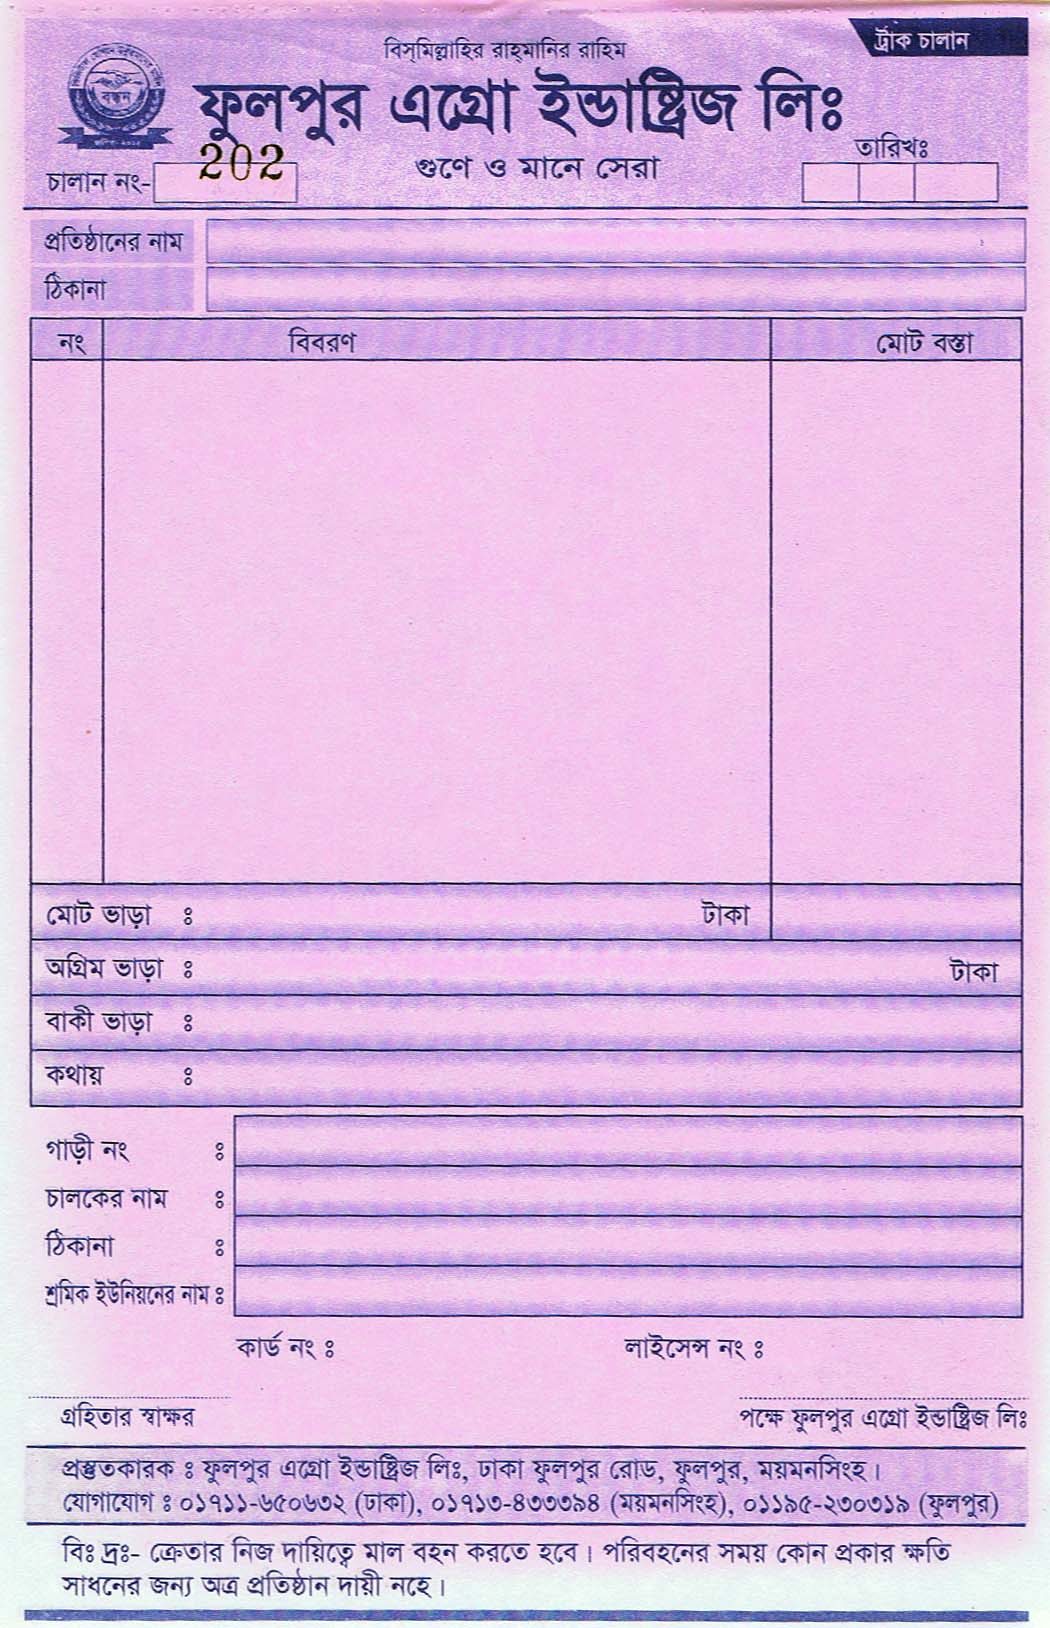 ট্রাক চালান
বিস্‌মিল্লাহির রাহ্‌মানির রাহিম
ফুলপুর এগ্রো ইন্ডাষ্ট্রিজ লিঃ
বন্ধন
গুণে ও মানে সেরা
তারিখঃ
চালান নং- 202
প্রতিষ্ঠানের নাম
ঠিকানা
নং বিবরণ মোট বস্তা
মোট ভাড়া ঃ টাকা
অগ্রিম ভাড়া ঃ টাকা
বাকী ভাড়া ঃ
কথায় ঃ
গাড়ী নং ঃ
চালকের নাম ঃ
ঠিকানা ঃ
শ্রমিক ইউনিয়নের নাম ঃ
কার্ড নং ঃ লাইসেন্স নং ঃ
গ্রহিতার স্বাক্ষর পক্ষে ফুলপুর এগ্রো ইন্ডাষ্ট্রিজ লিঃ
প্রস্তুতকারক ঃ ফুলপুর এগ্রো ইন্ডাষ্ট্রিজ লিঃ, ঢাকা ফুলপুর রোড, ফুলপুর, ময়মনসিংহ।
যোগাযোগ ঃ ০১৭১১-৬৫০৬৩২ (ঢাকা), ০১৭১৩-৪৩৩৩৯৪ (ময়মনসিংহ), ০১১৯৫-২৩০৩১৯ (ফুলপুর)
বিঃ দ্রঃ- ক্রেতার নিজ দায়িত্বে মাল বহন করতে হবে। পরিবহনের সময় কোন প্রকার ক্ষতি
সাধনের জন্য অত্র প্রতিষ্ঠান দায়ী নহে।